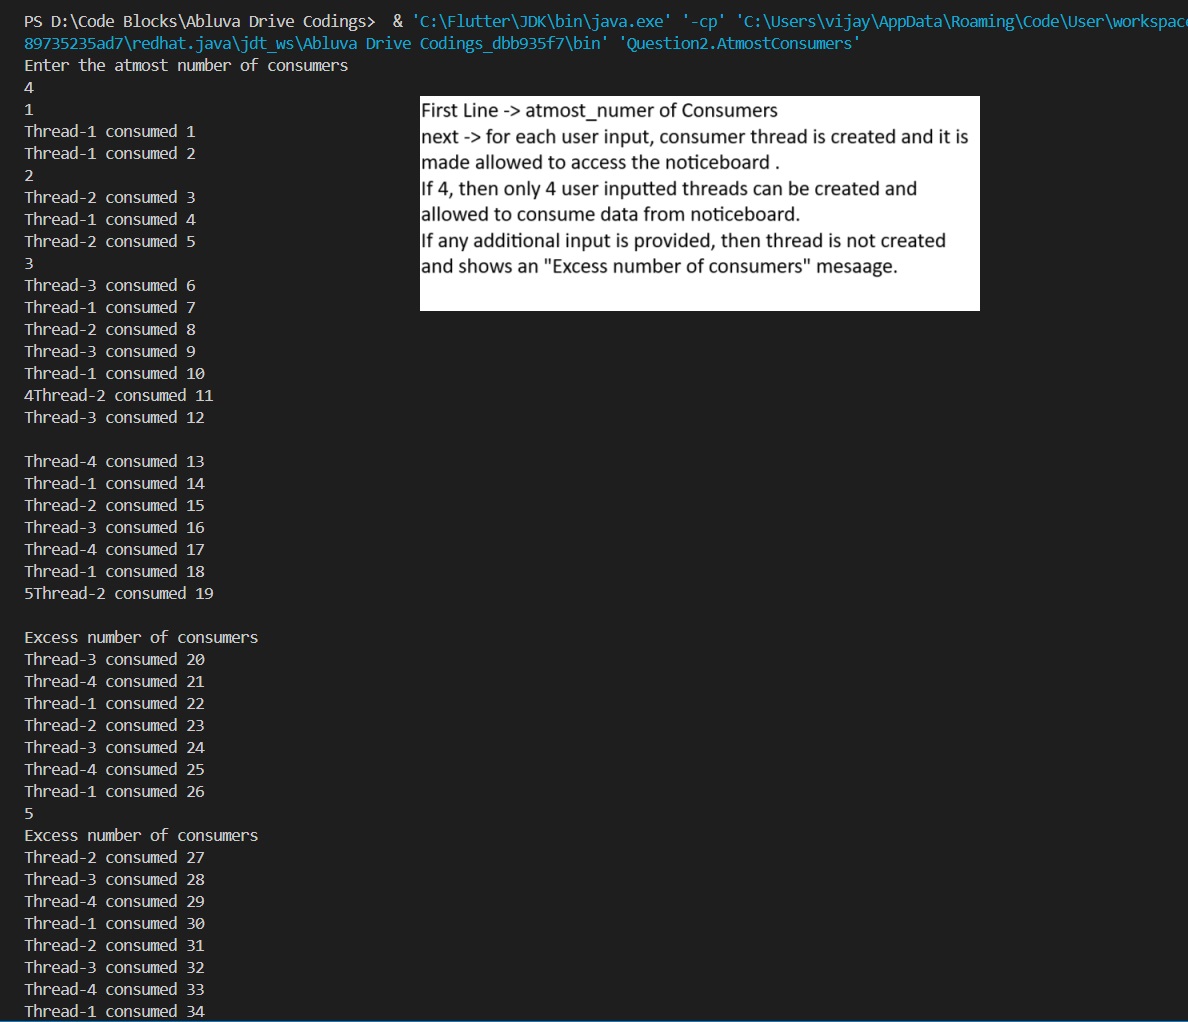 PS D:\Code Blocks\Abluva Drive Codings>  & 'C:\Flutter\JDK\bin\java.exe' '-cp' 'C:\Users\vijay\AppData\Roaming\Code\User\workspac
89735235ad7\redhat.java\jdt_ws\Abluva Drive Codings_dbb935f7\bin' 'Question2.AtmostConsumers'
Enter the atmost number of consumers
4
1
Thread-1 consumed 1
Thread-1 consumed 2
2
Thread-2 consumed 3
Thread-1 consumed 4
Thread-2 consumed 5
3
Thread-3 consumed 6
Thread-1 consumed 7
Thread-2 consumed 8
Thread-3 consumed 9
Thread-1 consumed 10
4Thread-2 consumed 11
Thread-3 consumed 12
Thread-4 consumed 13
Thread-1 consumed 14
Thread-2 consumed 15
Thread-3 consumed 16
Thread-4 consumed 17
Thread-1 consumed 18
5Thread-2 consumed 19
Excess number of consumers
Thread-3 consumed 20
Thread-4 consumed 21
Thread-1 consumed 22
Thread-2 consumed 23
Thread-3 consumed 24
Thread-4 consumed 25
Thread-1 consumed 26
5
Excess number of consumers
Thread-2 consumed 27
Thread-3 consumed 28
Thread-4 consumed 29
Thread-1 consumed 30
Thread-2 consumed 31
Thread-3 consumed 32
Thread-4 consumed 33
Thread-1 consumed 34
First Line -> atmost_numer of Consumers
next -> for each user input, consumer thread is created and it is
made allowed to access the noticeboard .
If 4, then only 4 user inputted threads can be created and
allowed to consume data from noticeboard.
If any additional input is provided, then thread is not created
and shows an "Excess number of consumers" mesaage.